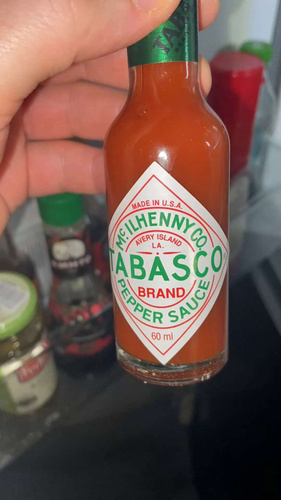 MADE IN U.S.A.
McILHENNY CO.
AVERY ISLAND
LA.
TABASCO
BRAND
PEPPER SAUCE
60 ml